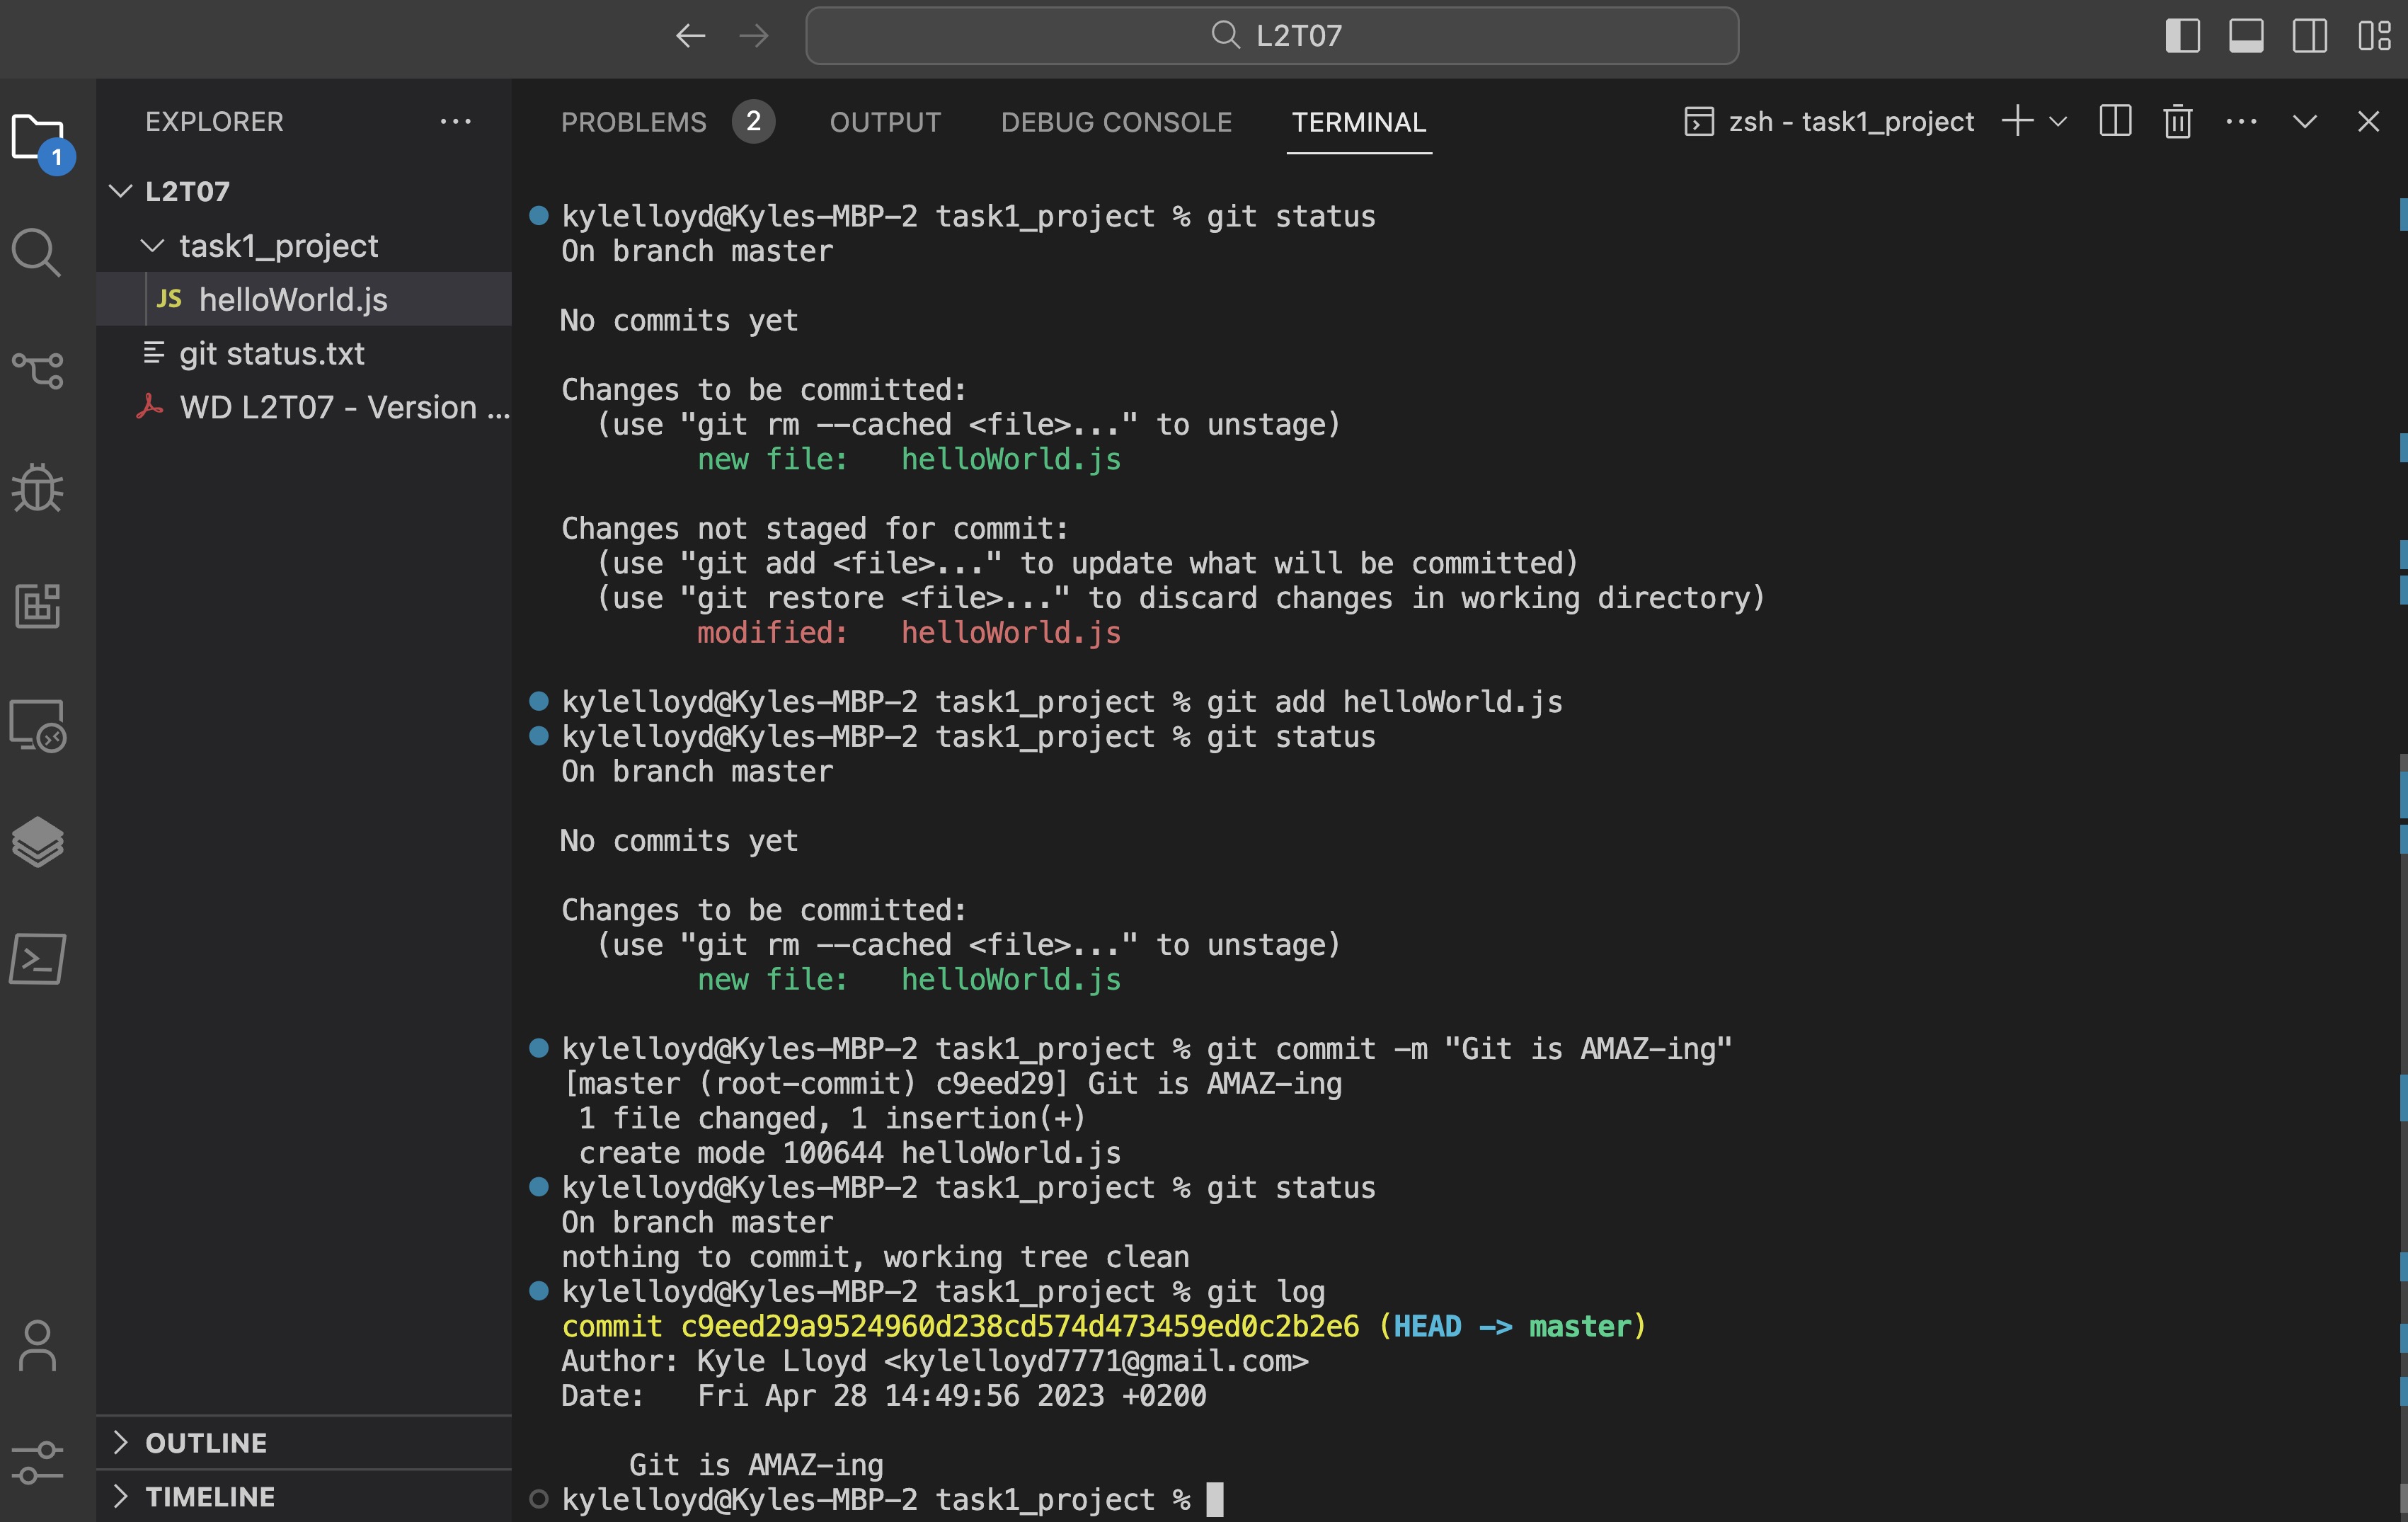 L2T07
EXPLORER
L2T07
task1_project
JS helloWorld.js
git status.txt
WD L2T07 - Version ...
OUTLINE
TIMELINE
1
PROBLEMS 2 OUTPUT DEBUG CONSOLE TERMINAL zsh - task1_project
kylelloyd@Kyles-MBP-2 task1_project % git status
On branch master
No commits yet
Changes to be committed:
(use "git rm --cached <file>..." to unstage)
new file: helloWorld.js
Changes not staged for commit:
(use "git add <file>..." to update what will be committed)
(use "git restore <file>..." to discard changes in working directory)
modified: helloWorld.js
kylelloyd@Kyles-MBP-2 task1_project % git add helloWorld.js
kylelloyd@Kyles-MBP-2 task1_project % git status
On branch master
No commits yet
Changes to be committed:
(use "git rm --cached <file>..." to unstage)
new file: helloWorld.js
kylelloyd@Kyles-MBP-2 task1_project % git commit -m "Git is AMAZ-ing"
[master (root-commit) c9eed29] Git is AMAZ-ing
1 file changed, 1 insertion(+)
create mode 100644 helloWorld.js
kylelloyd@Kyles-MBP-2 task1_project % git status
On branch master
nothing to commit, working tree clean
kylelloyd@Kyles-MBP-2 task1_project % git log
commit c9eed29a9524960d238cd574d473459ed0c2b2e6 (HEAD -> master)
Author: Kyle Lloyd <kylelloyd7771@gmail.com>
Date: Fri Apr 28 14:49:56 2023 +0200
Git is AMAZ-ing
kylelloyd@Kyles-MBP-2 task1_project %